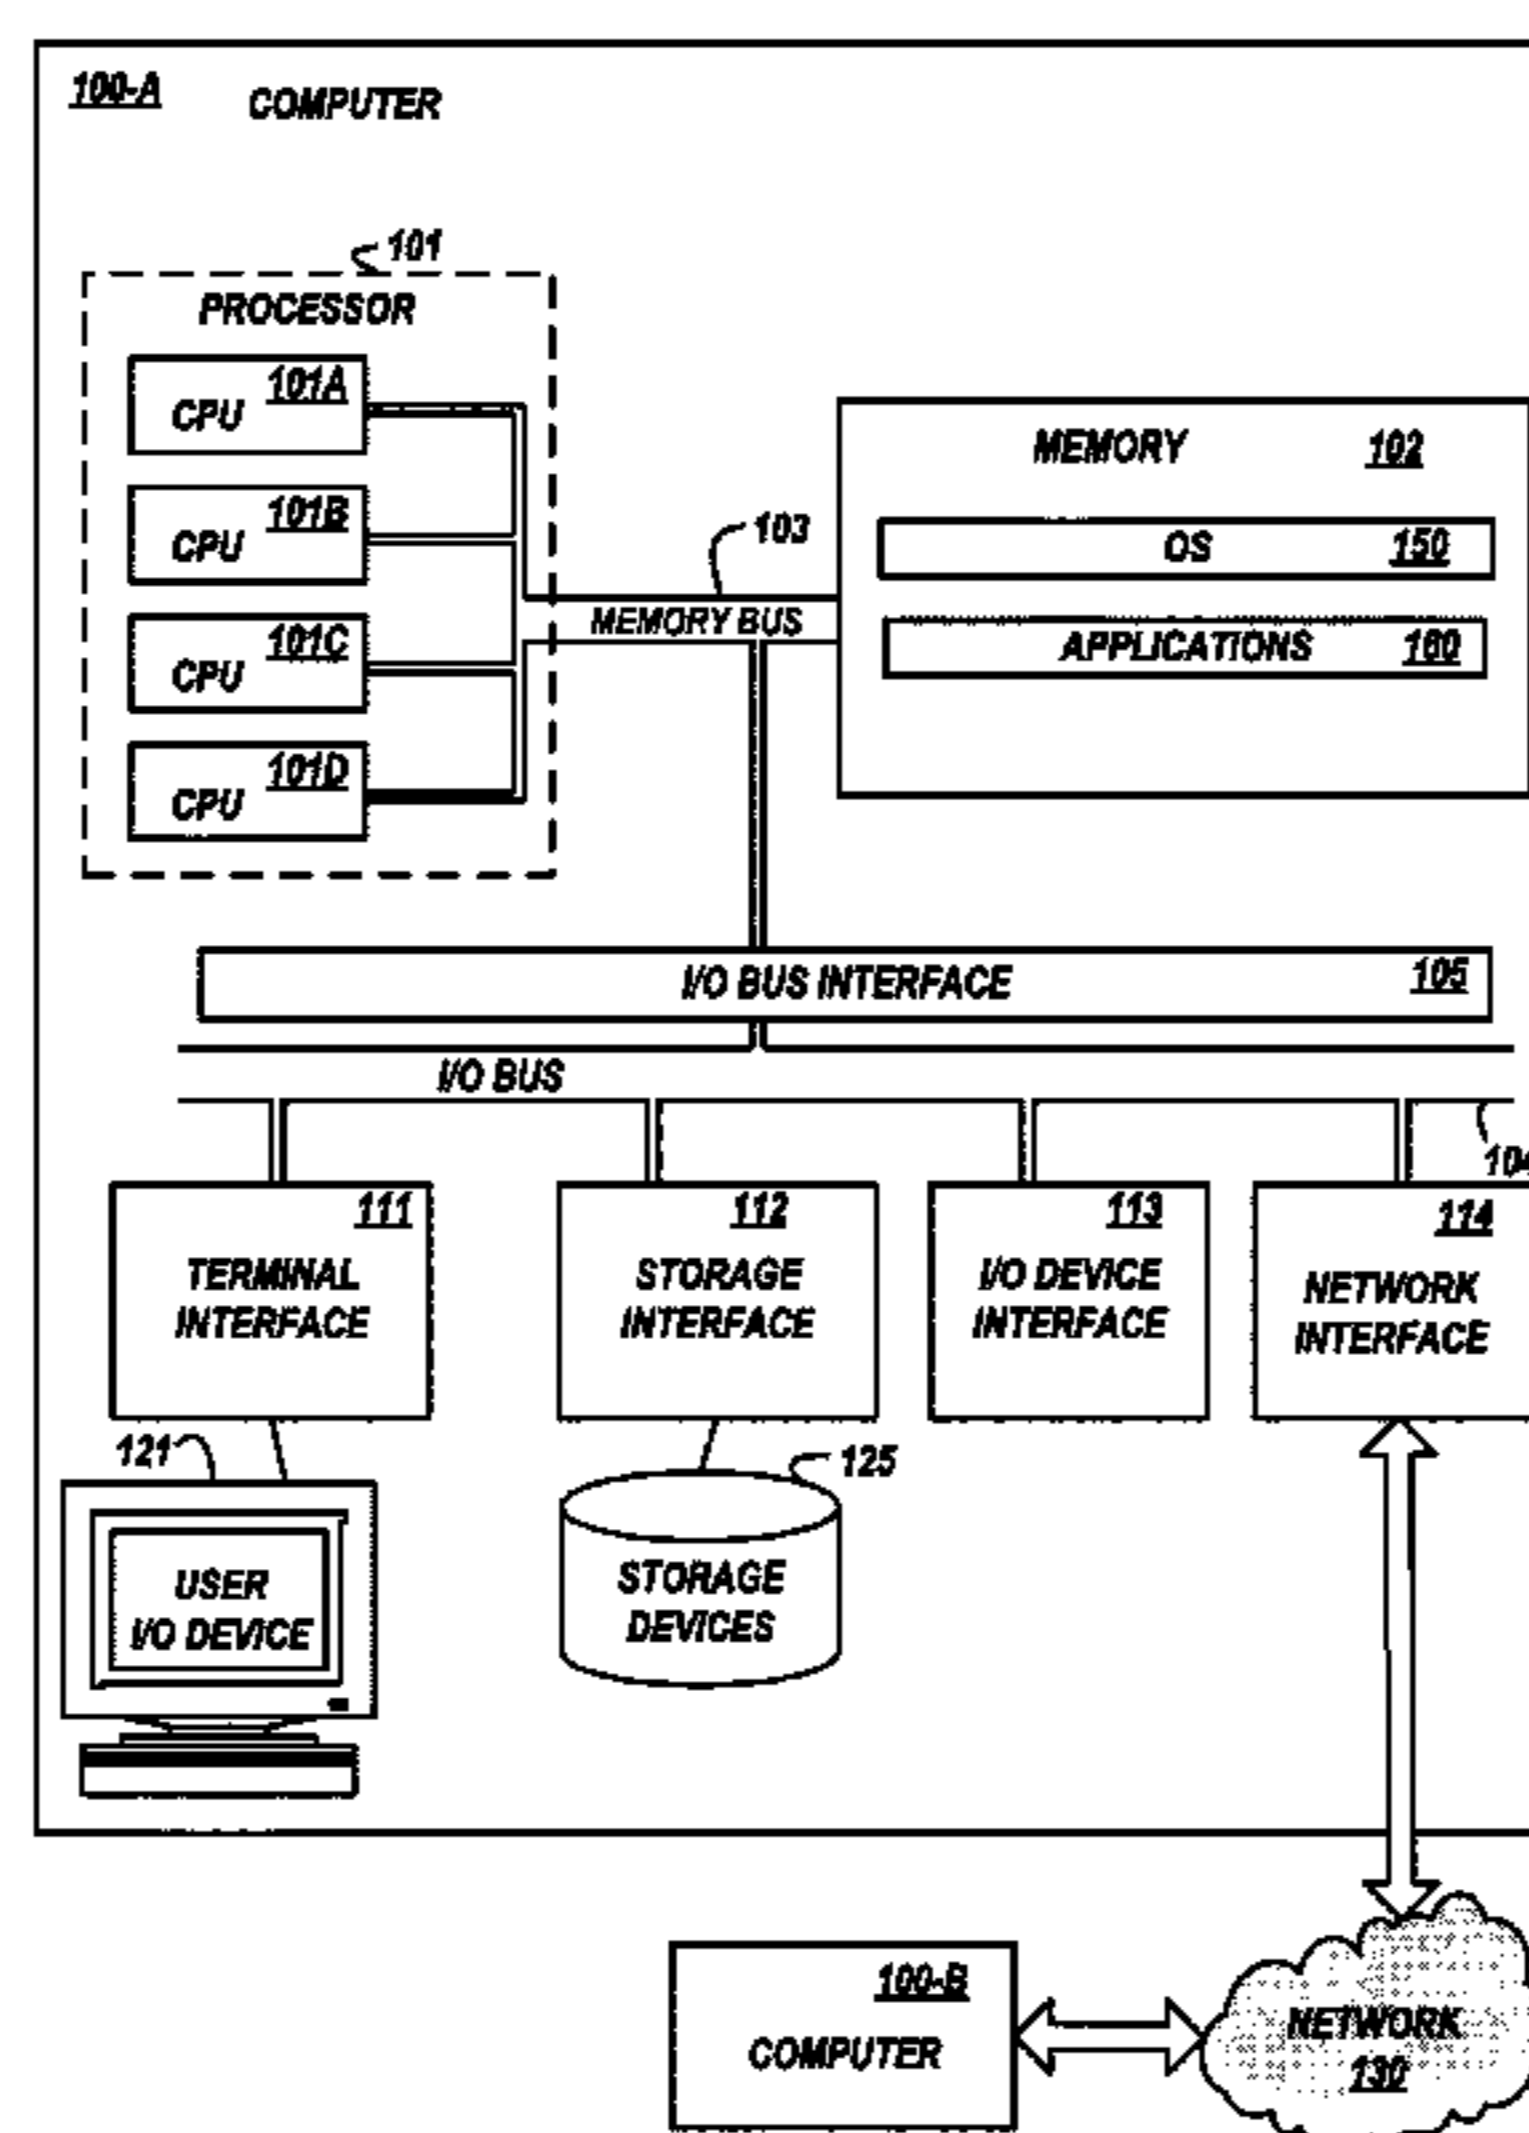 100-A COMPUTER
101
PROCESSOR
CPU 101A
CPU 101B
CPU 101C
CPU 101D
103
MEMORY BUS
MEMORY 102
OS 150
APPLICATIONS 160
I/O BUS INTERFACE 105
I/O BUS
104
111
TERMINAL
INTERFACE
112
STORAGE
INTERFACE
113
I/O DEVICE
INTERFACE
114
NETWORK
INTERFACE
121
USER
I/O DEVICE
125
STORAGE
DEVICES
100-B
COMPUTER
NETWORK
130